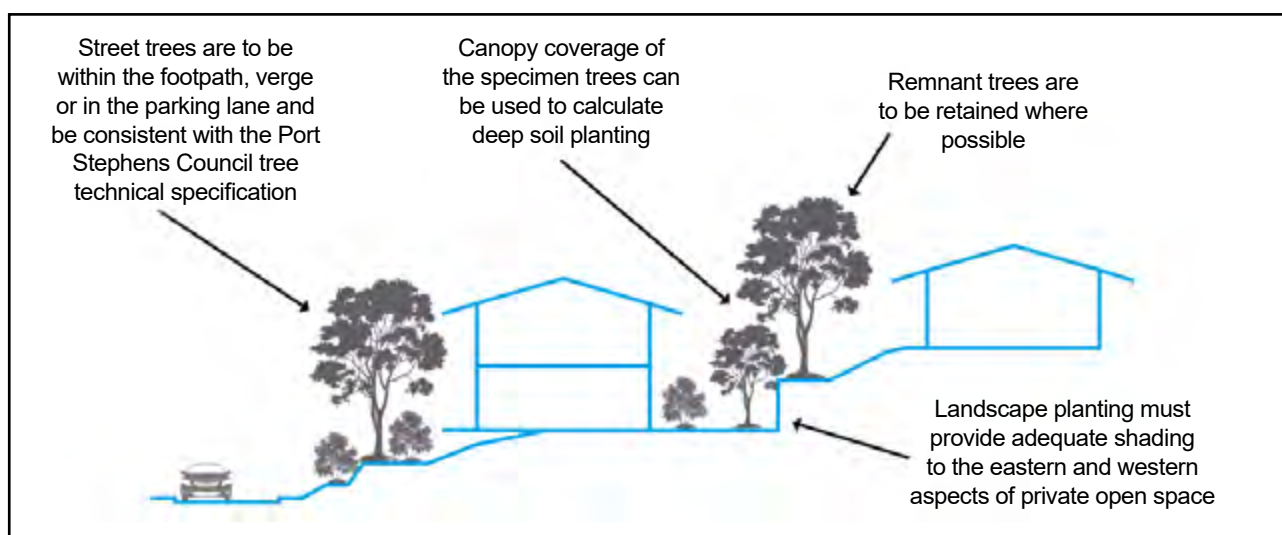 Street trees are to be
within the footpath, verge
or in the parking lane and
be consistent with the Port
Stephens Council tree
technical specification
Canopy coverage of
the specimen trees can
be used to calculate
deep soil planting
Remnant trees are
to be retained where
possible
Landscape planting must
provide adequate shading
to the eastern and western
aspects of private open space